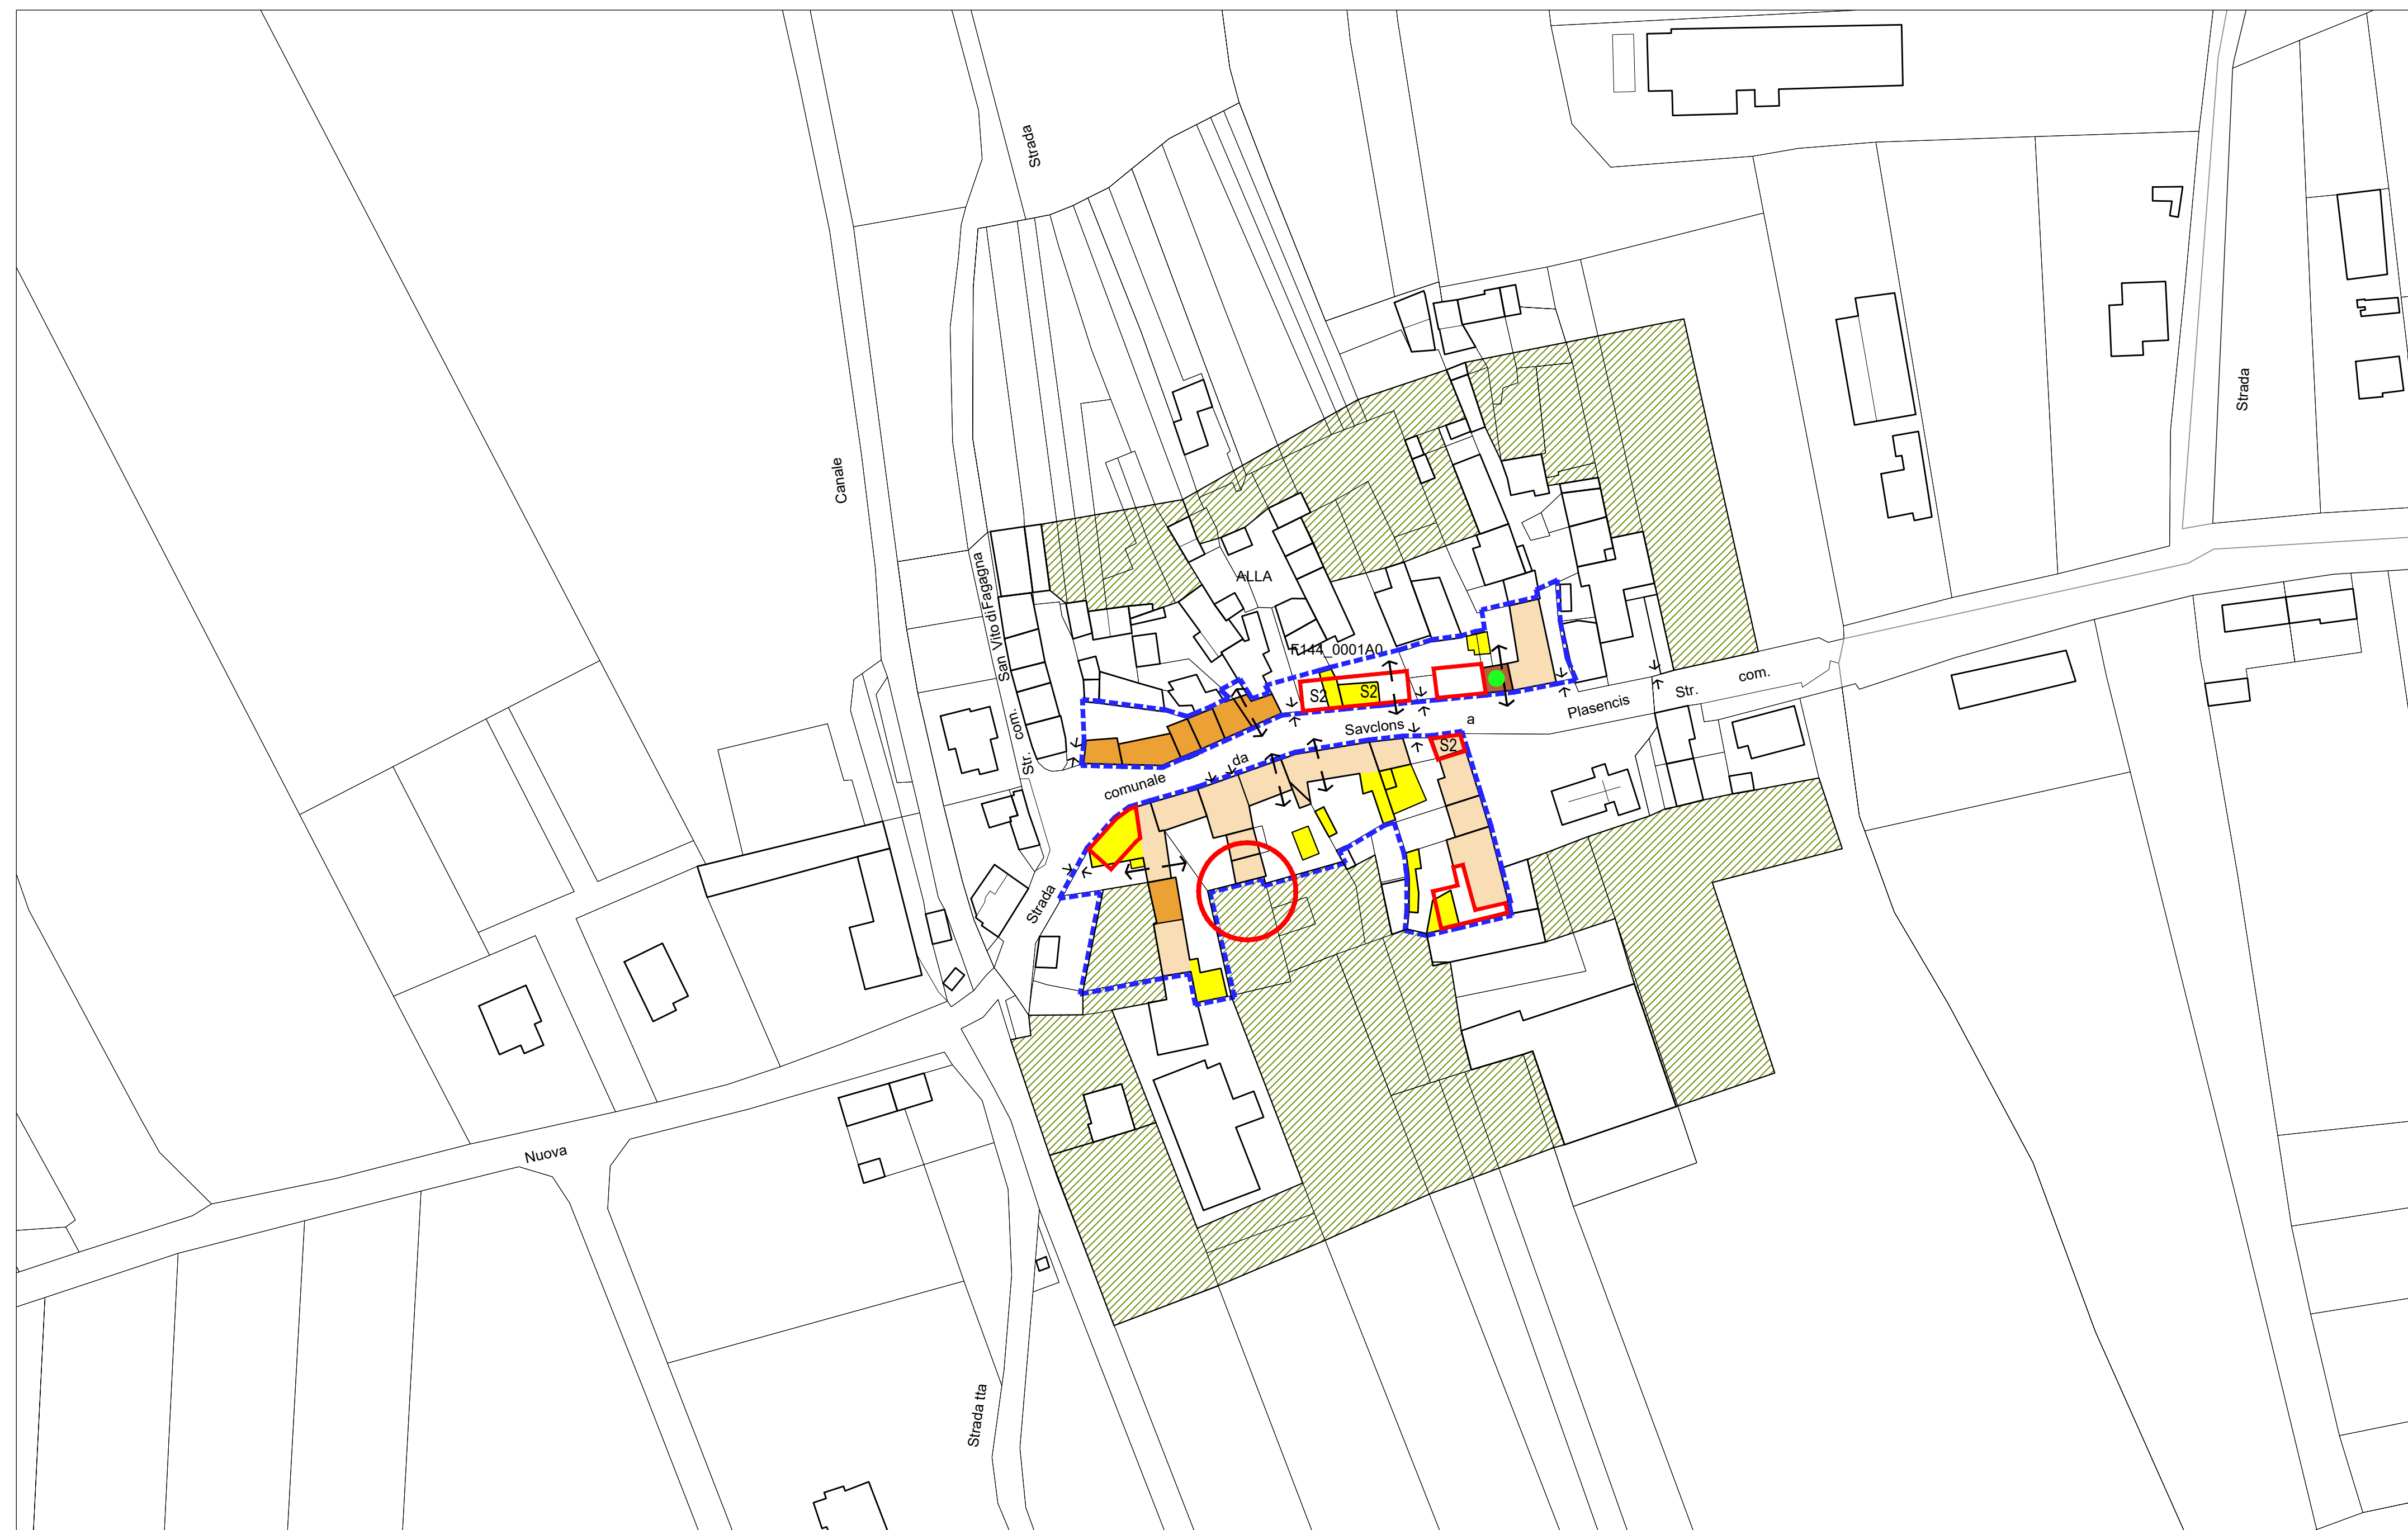 Strada
Strada
Canale
San Vito di Fagagna
ALLA
F144_0001A0
S2
S2
Str. com.
Plasencis
Str. com.
Savclons
a
S2
da
comunale
Strada
Nuova
Strada tta